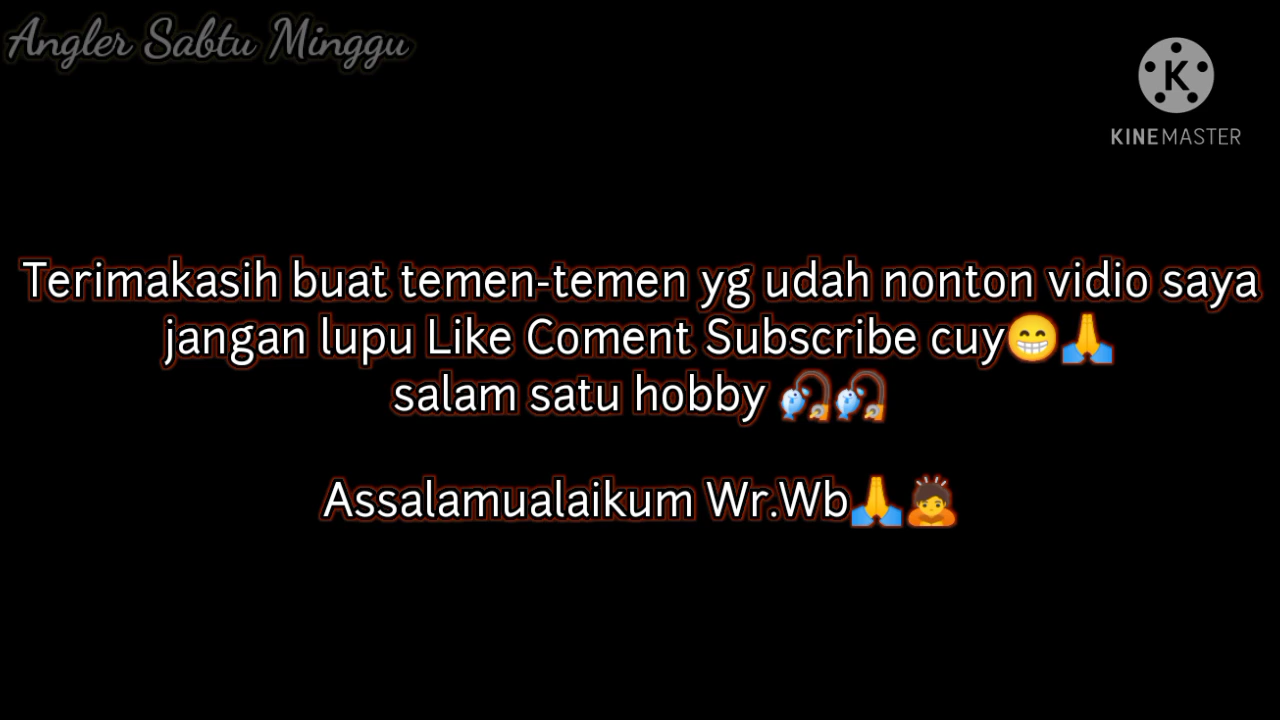 Angler Sabtu Minggu
K
KINEMASTER
Terimakasih buat temen-temen yg udah nonton vidio saya
jangan lupu Like Coment Subscribe cuy😁🙏
salam satu hobby 🎣🎣
Assalamualaikum Wr.Wb🙏🙇